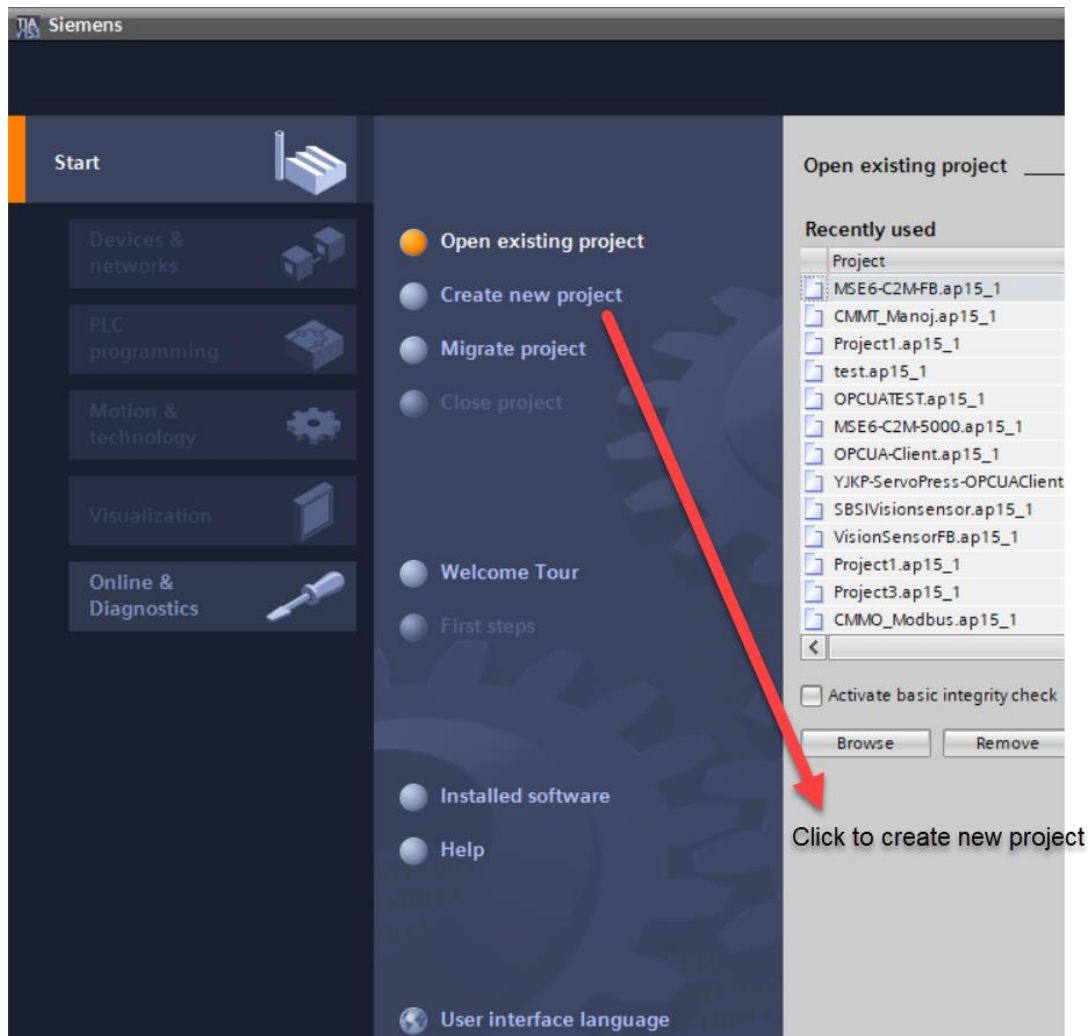 Siemens
Start
Devices &
networks
PLC
programming
Motion &
technology
Visualization
Online &
Diagnostics
Open existing project
Create new project
Migrate project
Close project
Welcome Tour
First steps
Installed software
Help
User interface language
Open existing project
Recently used
Project
MSE6-C2M-FB.ap15_1
CMMT_Manoj.ap15_1
Project1.ap15_1
test.ap15_1
OPCUATEST.ap15_1
MSE6-C2M-5000.ap15_1
OPCUA-Client.ap15_1
YJKP-ServoPress-OPCUAClient
SBSIVisionsensor.ap15_1
VisionSensorFB.ap15_1
Project1.ap15_1
Project3.ap15_1
CMMO_Modbus.ap15_1
Activate basic integrity check
Browse Remove
Click to create new project